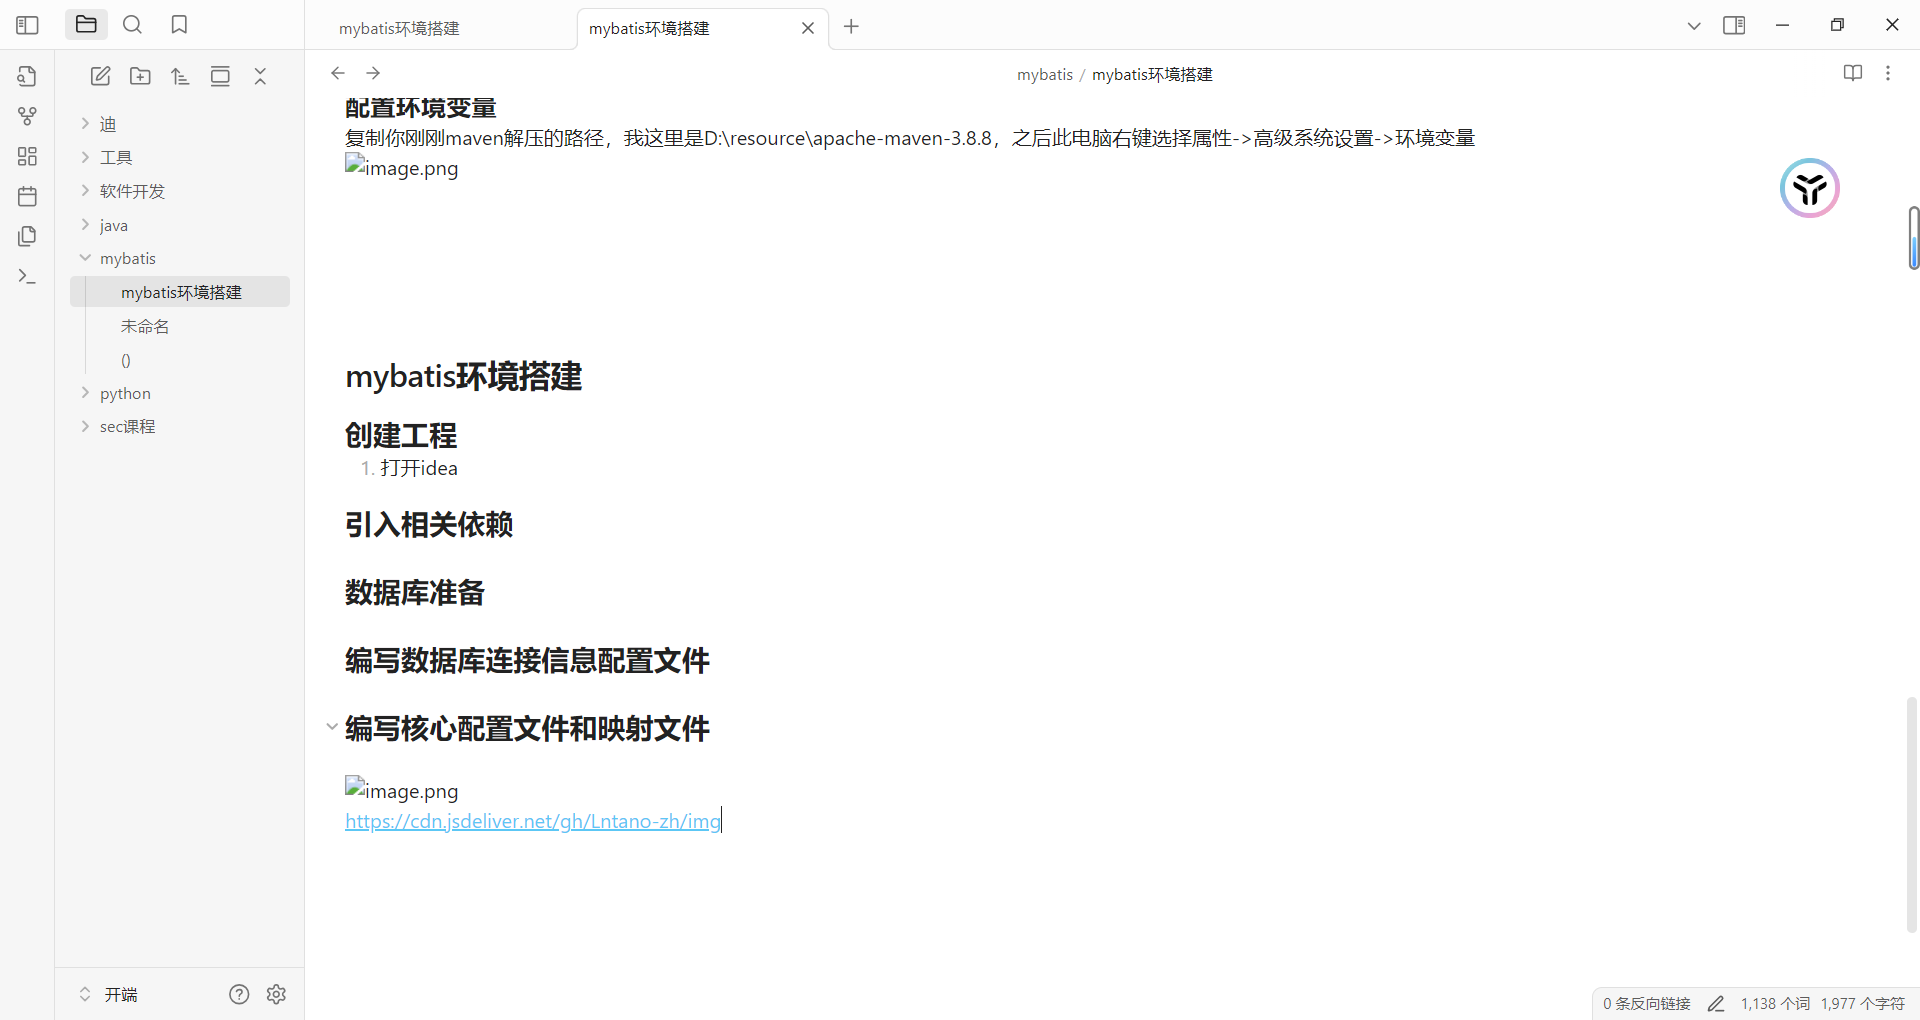 mybatis环境搭建
mybatis环境搭建
mybatis / mybatis环境搭建
迪
工具
软件开发
java
mybatis
mybatis环境搭建
未命名
()
python
sec课程
开端
配置环境变量
复制你刚刚maven解压的路径，我这里是D:\resource\apache-maven-3.8.8，之后此电脑右键选择属性->高级系统设置->环境变量
image.png
mybatis环境搭建
创建工程
1. 打开idea
引入相关依赖
数据库准备
编写数据库连接信息配置文件
编写核心配置文件和映射文件
image.png
https://cdn.jsdeliver.net/gh/Lntano-zh/img
0 条反向链接 1,138 个词 1,977 个字符